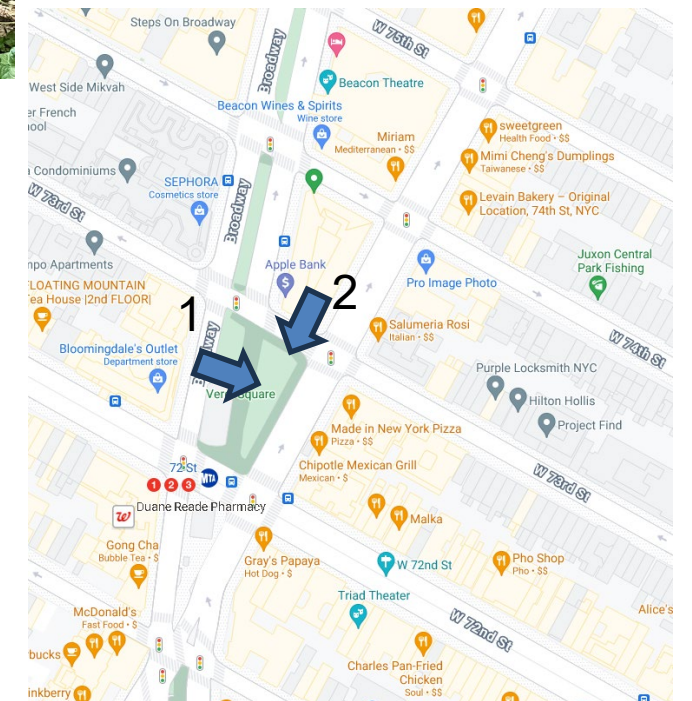 Steps On Broadway
Broadway
W 75th St
West Side Mikvah
Beacon Theatre
er French
ool
Beacon Wines & Spirits
Wine store
Miriam
Mediterranean • $$
sweetgreen
Health Food • $$
Mimi Cheng's Dumplings
Taiwanese • $$
a Condominiums
SEPHORA
Cosmetics store
Levain Bakery – Original
Location, 74th St, NYC
W 73rd St
Broadway
Juxon Central
Park Fishing
npo Apartments
Apple Bank
$
Pro Image Photo
FLOATING MOUNTAIN
Tea House |2nd FLOOR|
1
2
Salumeria Rosi
Italian • $$
W 74th St
Bloomingdale's Outlet
Department store
way
Purple Locksmith NYC
Hilton Hollis
Verdi Square
Project Find
Made in New York Pizza
Pizza • $$
Chipotle Mexican Grill
Mexican • $
72 St
MTA
1 2 3
W 73rd St
W
Duane Reade Pharmacy
Malka
Gong Cha
Bubble Tea • $
Gray's Papaya
Hot Dog • $
W 72nd St
Pho Shop
Pho • $$
Triad Theater
McDonald's
Fast Food • $
W 72nd St
Alice's
bucks
Charles Pan-Fried
Chicken
Soul • $$
inkberry